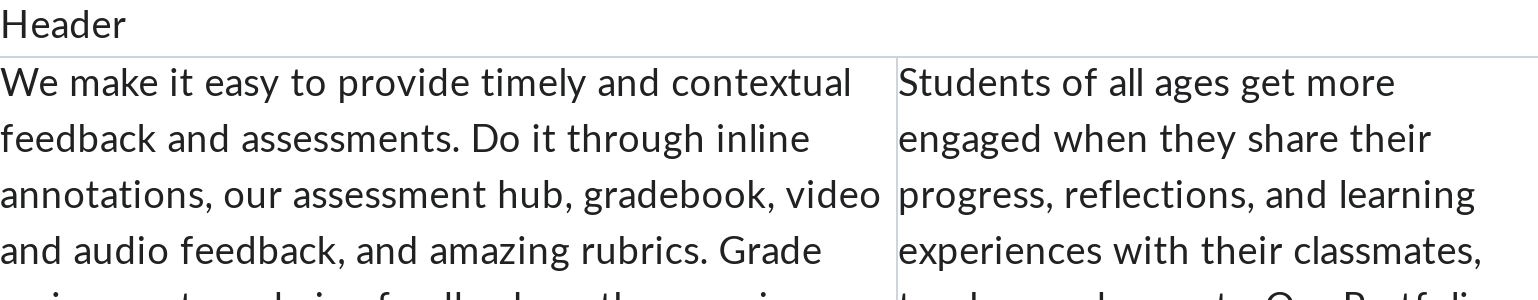 Header
We make it easy to provide timely and contextual
feedback and assessments. Do it through inline
annotations, our assessment hub, gradebook, video
and audio feedback, and amazing rubrics. Grade
Students of all ages get more
engaged when they share their
progress, reflections, and learning
experiences with their classmates,